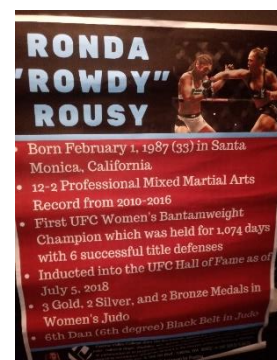 RONDA
"ROWDY"
ROUSY
• Born February 1, 1987 (33) in Santa
Monica, California
• 12-2 Professional Mixed Martial Arts
Record from 2010-2016
• First UFC Women's Bantamweight
Champion which was held for 1,074 days
with 6 successful title defenses
• Inducted into the UFC Hall of Fame as of
July 5, 2018
• 3 Gold, 2 Silver, and 2 Bronze Medals in
Women's Judo
• 6th Dan (6th degree) Black Belt in Judo